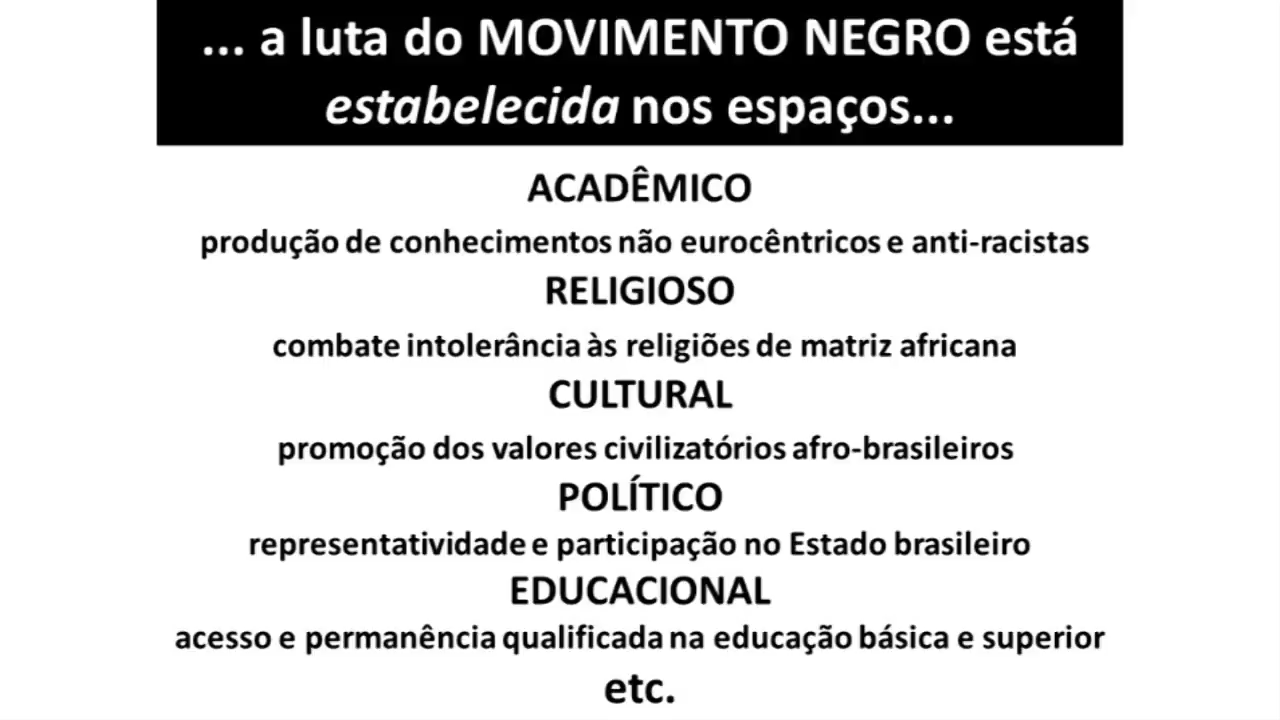 ... a luta do MOVIMENTO NEGRO está
estabelecida nos espaços...
ACADÊMICO
produção de conhecimentos não eurocêntricos e anti-racistas
RELIGIOSO
combate intolerância às religiões de matriz africana
CULTURAL
promoção dos valores civilizatórios afro-brasileiros
POLÍTICO
representatividade e participação no Estado brasileiro
EDUCACIONAL
acesso e permanência qualificada na educação básica e superior
etc.